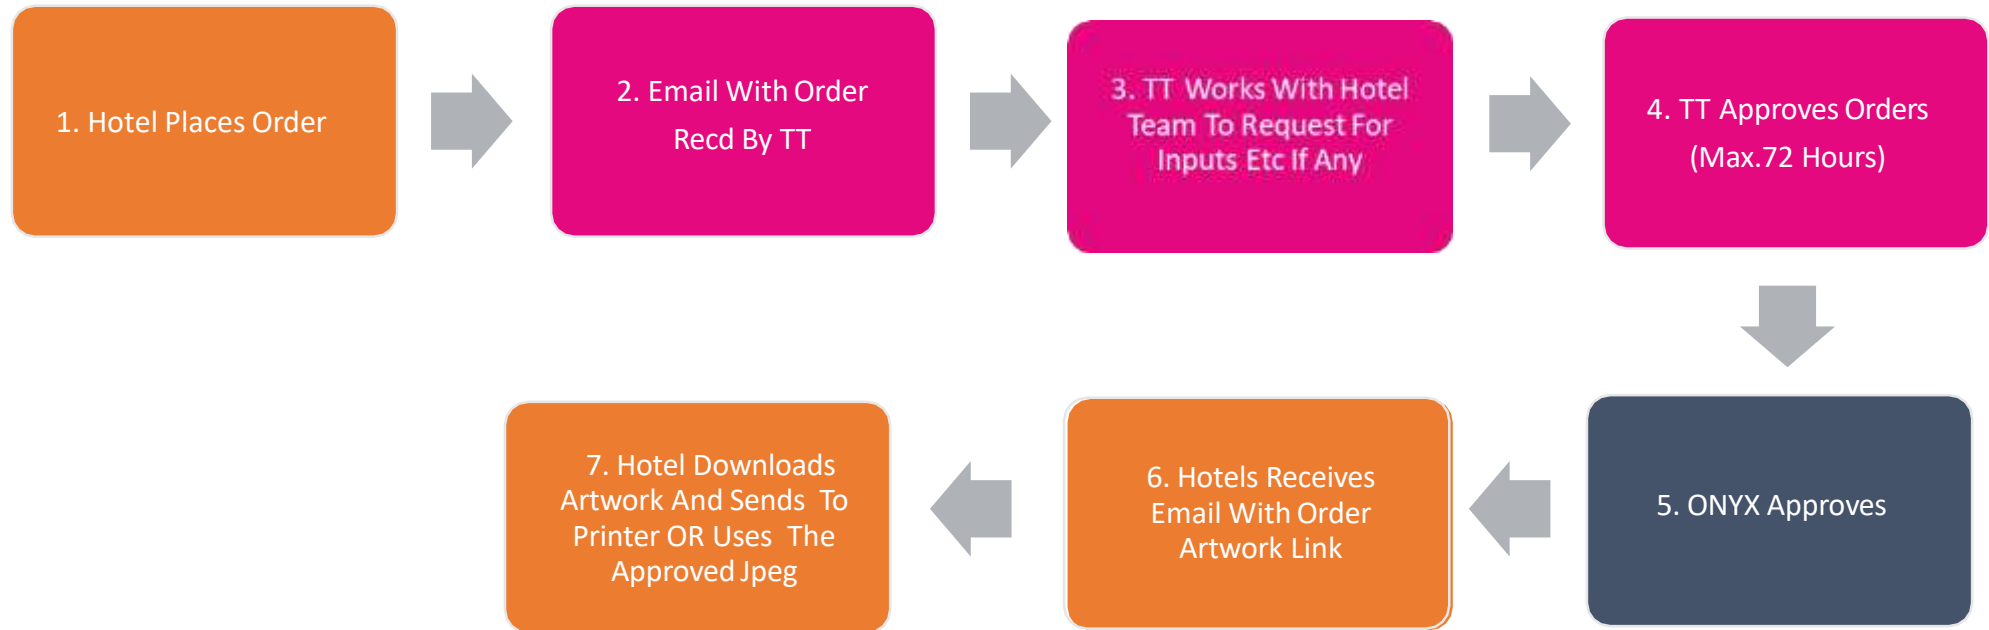 1. Hotel Places Order
2. Email With Order
Recd By TT
3. TT Works With Hotel
Team To Request For
Inputs Etc If Any
4. TT Approves Orders
(Max.72 Hours)
5. ONYX Approves
6. Hotels Receives
Email With Order
Artwork Link
7. Hotel Downloads
Artwork And Sends To
Printer OR Uses The
Approved Jpeg